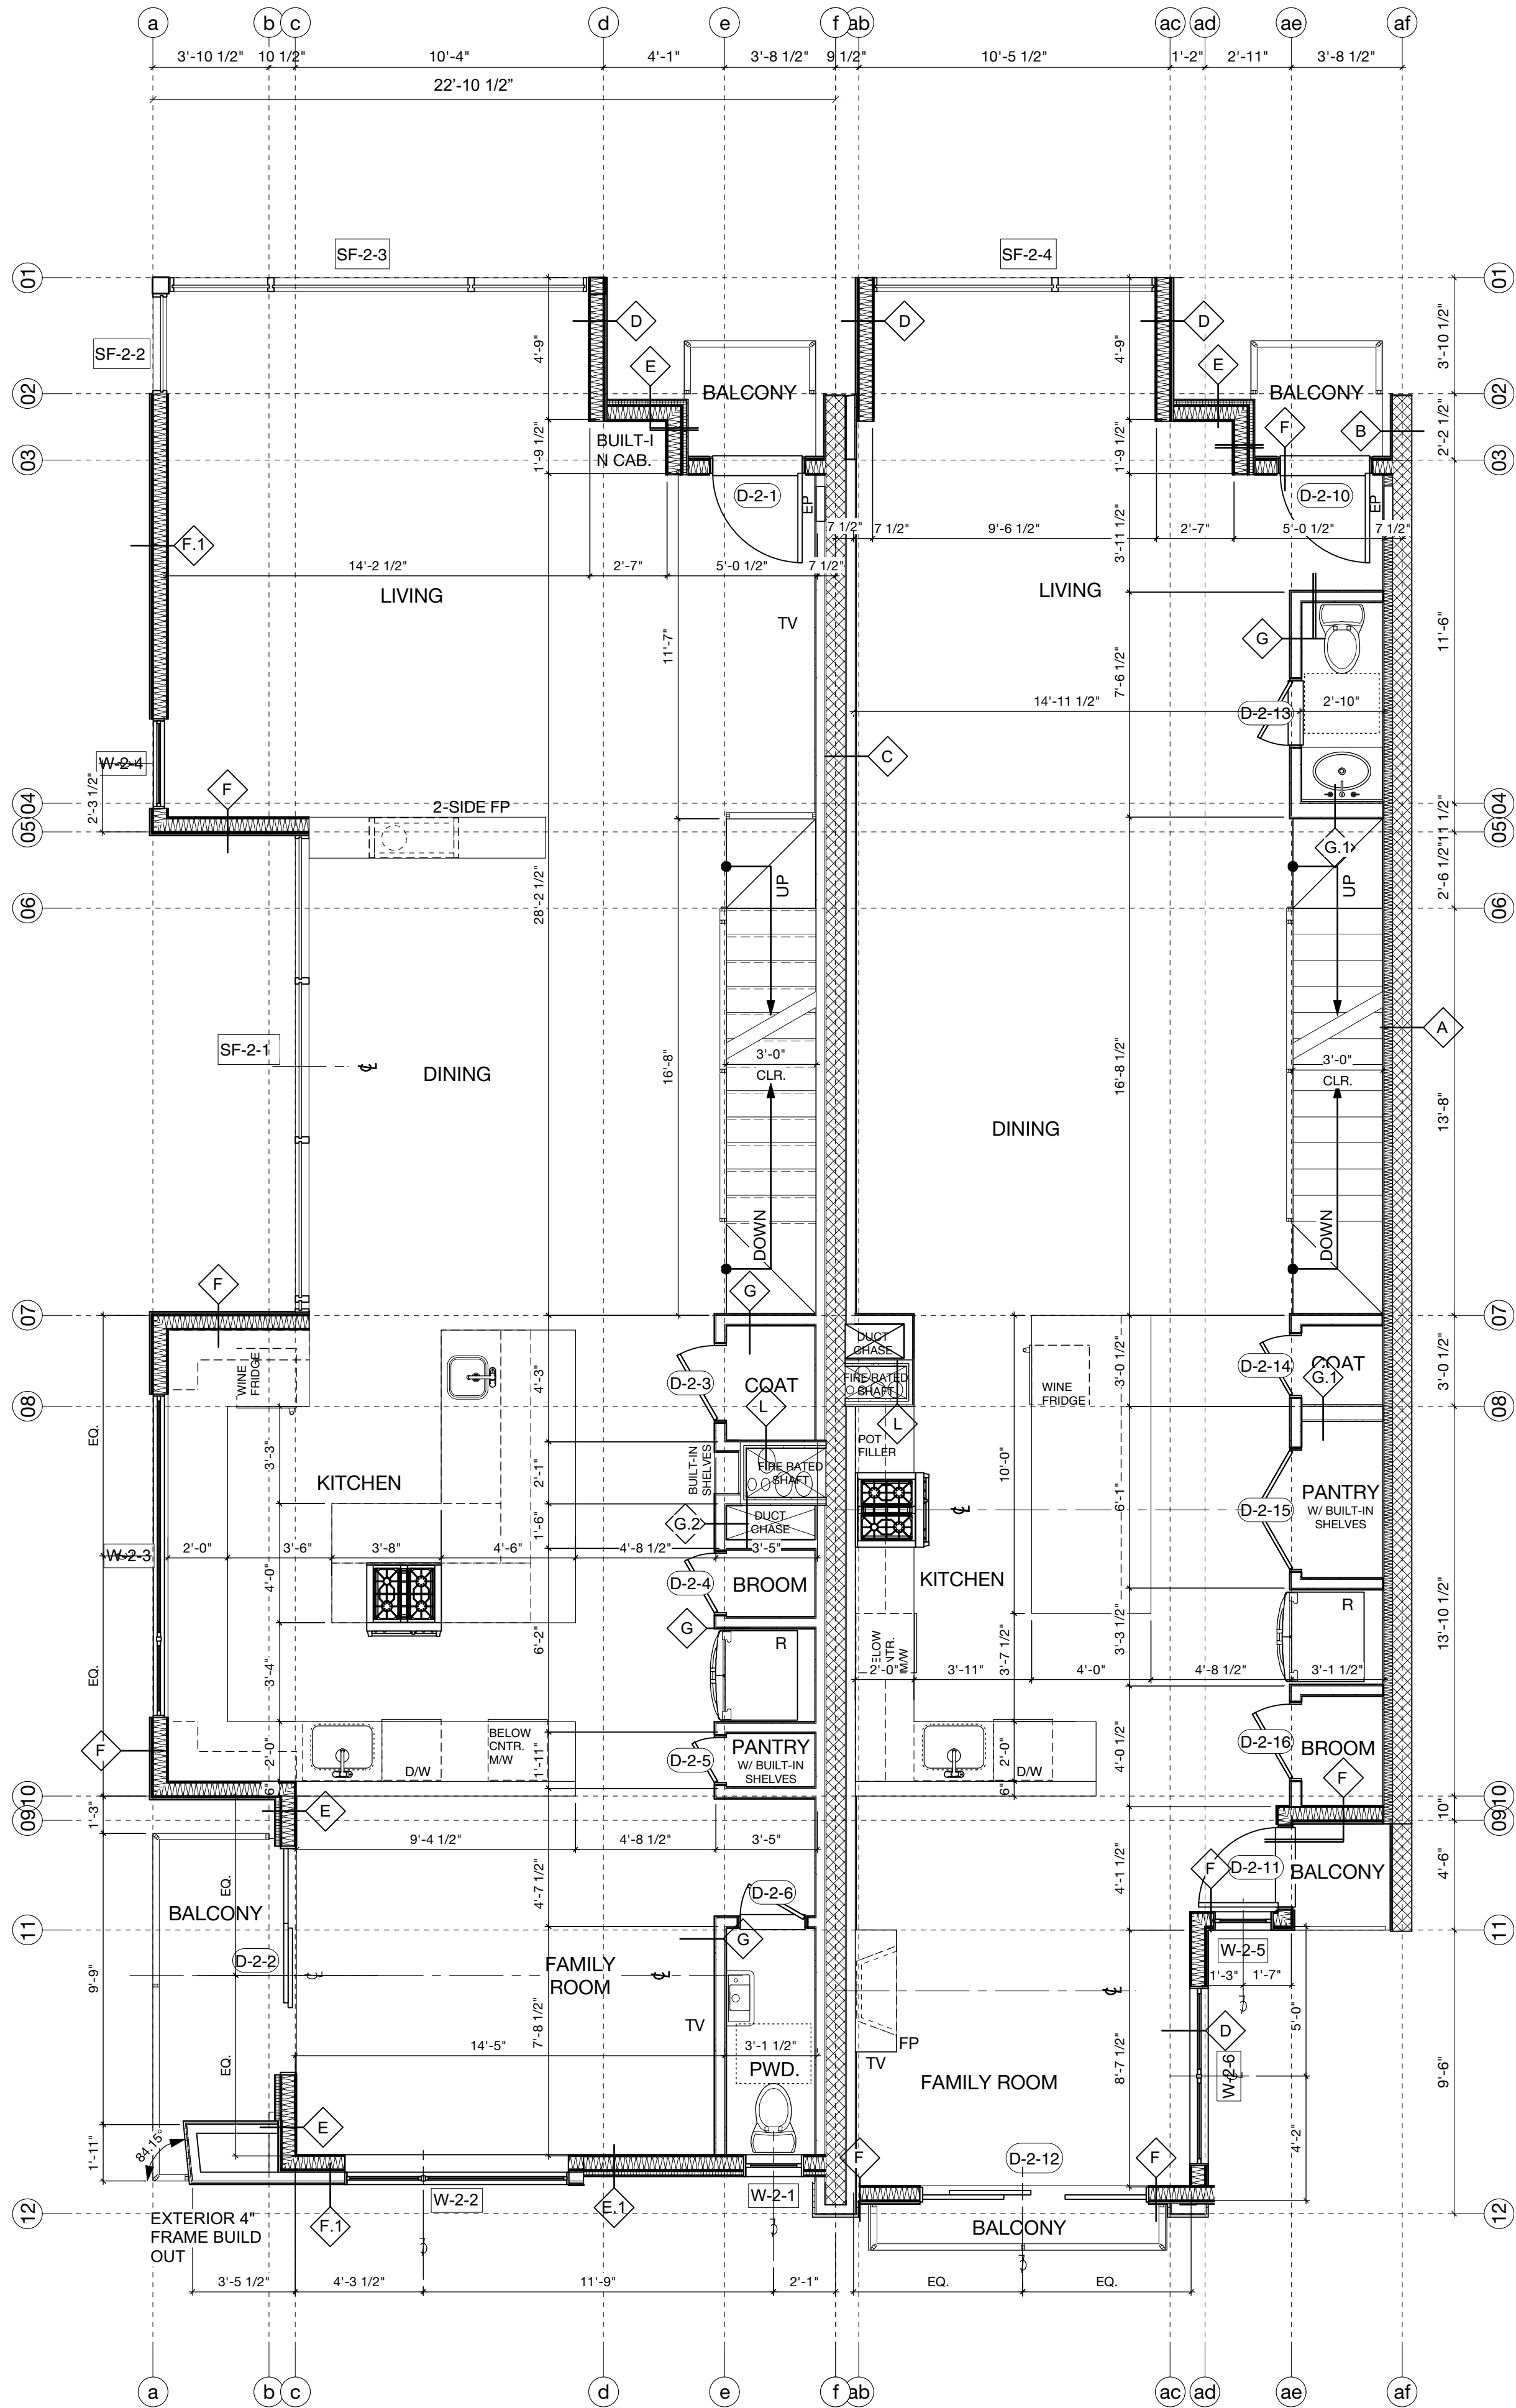 a b c d e f ab ac ad ae af
3'-10 1/2" 10 1/2" 10'-4" 4'-1" 3'-8 1/2" 9 1/2" 10'-5 1/2" 1'-2" 2'-11" 3'-8 1/2"
22'-10 1/2”
SF-2-3 SF-2-4
01 01
D D D
4'-9" 4'-9" 3'-10 1/2"
SF-2-2
E E
02 BALCONY BALCONY 02
F B
BUILT-I
N CAB.
1'-9 1/2" 1'-9 1/2" 2'-2 1/2"
03 03
D-2-1 EP D-2-10 EP
7 1/2" 7 1/2" 9'-6 1/2" 2'-7" 5'-0 1/2" 7 1/2"
3'-11 1/2"
F.1
14'-2 1/2" 2'-7" 5'-0 1/2" 7 1/2"
LIVING LIVING
TV
11'-7" 7'-6 1/2" 11'-6"
G
14'-11 1/2" D-2-13 2'-10"
W-2-4 C
F
2'-3 1/2"
04 2-SIDE FP 04
05 05
11 1/2"
G.1
UP UP
2'-6 1/2"
28'-2 1/2"
06 06
A
SF-2-1
3'-0" 3'-0"
CLR. CLR.
DINING
16'-8" 16'-8 1/2" 13'-8"
DINING
DOWN DOWN
F G
07 07
DUCT
CHASE
WINE
FRIDGE
4'-3" D-2-3 COAT
FIRE RATED
SHAFT
WINE
FRIDGE
3'-0 1/2" D-2-14 COAT 3'-0 1/2"
G.1
08 L L 08
EQ.
3'-3"
POT
FILLER
KITCHEN
BUILT-IN
SHELVES
2'-1"
FIRE RATED
SHAFT
10'-0" 6'-1"
PANTRY
W/ BUILT-IN
SHELVES
D-2-15
G.2
DUCT
CHASE
1'-6"
W-2-3 2'-0" 3'-6" 3'-8" 4'-6" 4'-8 1/2" 3'-5"
4'-0" D-2-4 BROOM KITCHEN
R
G R
6'-2"
3'-4"
EQ.
CNTR.
M/W
3'-7 1/2" 3'-3 1/2" 13'-10 1/2"
2'-0" 3'-11" 4'-0" 4'-8 1/2" 3'-1 1/2"
F
2'-0"
BELOW
CNTR.
M/W
D/W
1'-11" D-2-5 PANTRY
W/ BUILT-IN
SHELVES
2'-0" D/W
4'-0 1/2" D-2-16 BROOM
F
10 6" 6" 10
09 1'-3" E 10" 09
9'-4 1/2" 4'-8 1/2" 3'-5"
EQ. 4'-7 1/2" D-2-6 4'-1 1/2" F D-2-11 BALCONY 4'-6"
BALCONY
11 G 11
D-2-2 FAMILY
ROOM
W-2-5
1'-3" 1'-7"
9'-9"
EQ. 7'-8 1/2" TV 5'-0"
D
14'-5" 3'-1 1/2" FP
PWD. TV
8'-7 1/2" W-2-6 9'-6"
FAMILY ROOM
84.15°
1'-11" E 4'-2"
F D-2-12 F
W-2-2 W-2-1
12 E.1 12
F.1
EXTERIOR 4"
FRAME BUILD
OUT
BALCONY
3'-5 1/2" 4'-3 1/2" 11'-9" 2'-1" EQ. EQ.
a b c d e f ab ac ad ae af